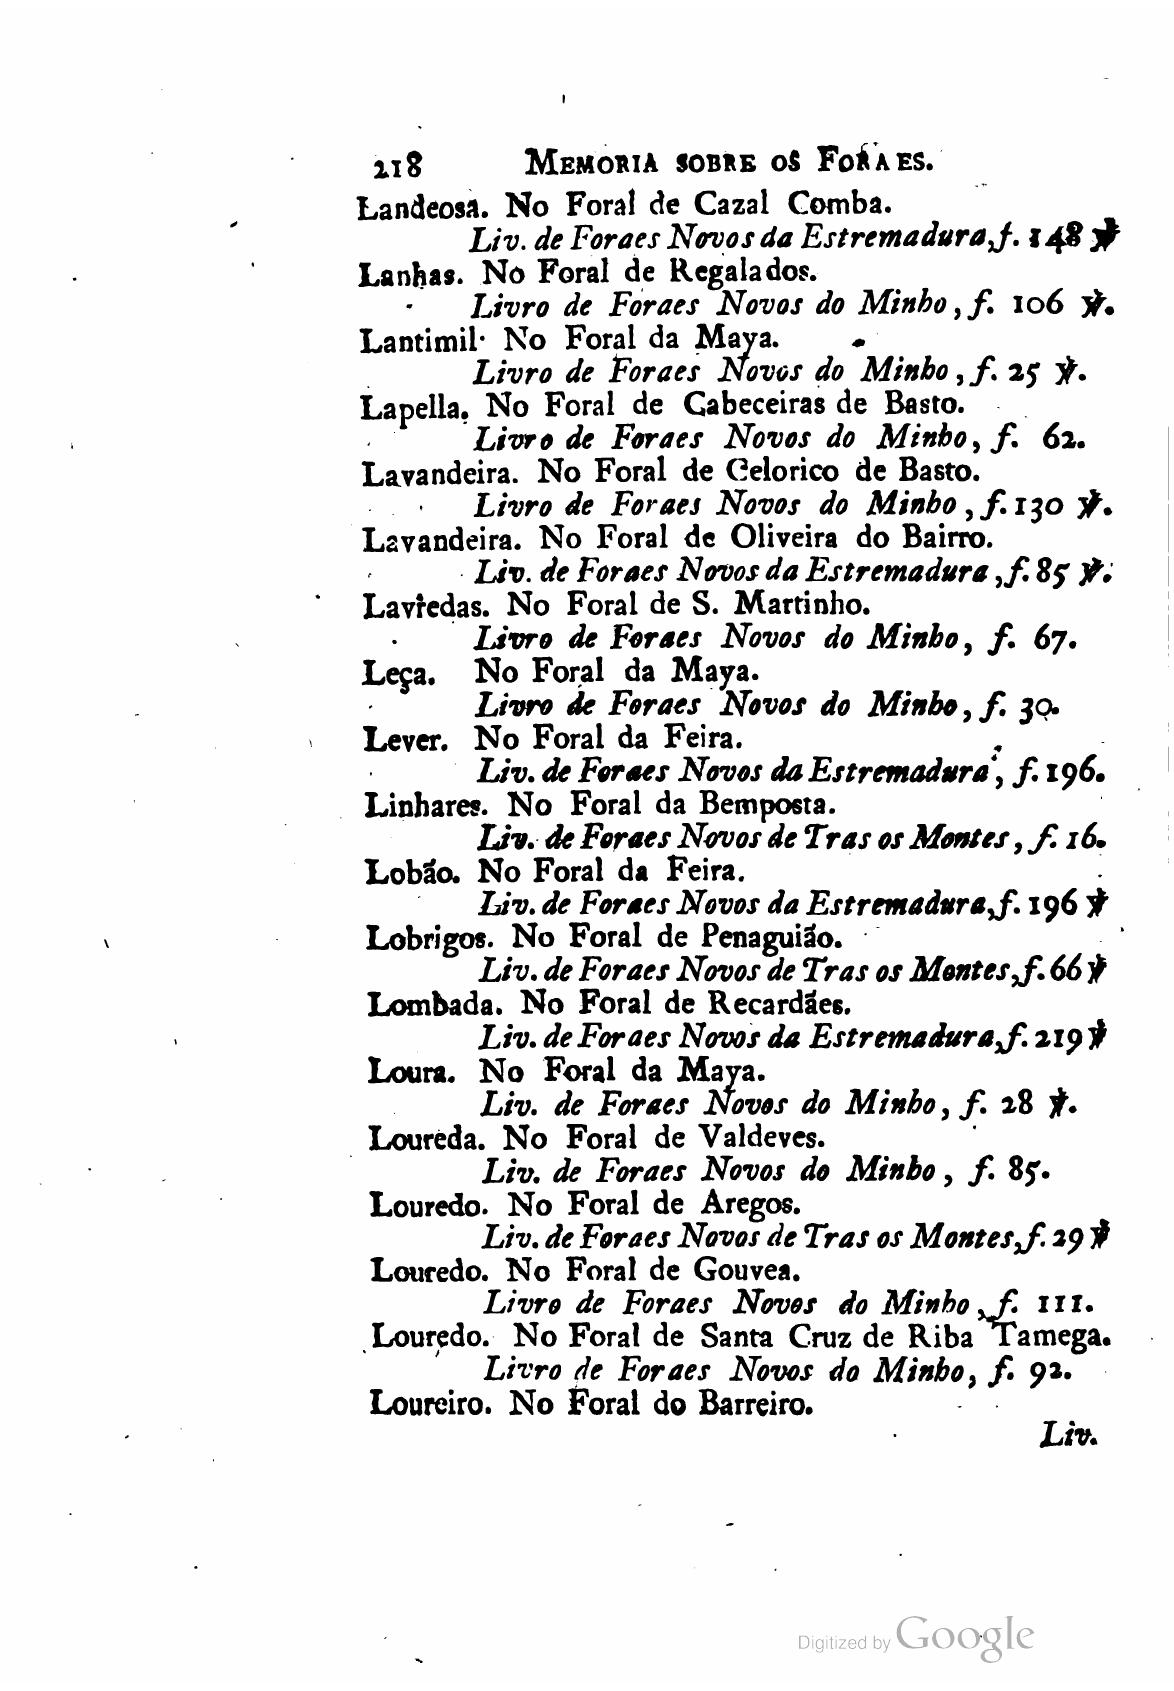 218 MEMORIA SOBRE OS FORAES.
Landeosa. No Foral de Cazal Comba.
Liv. de Foraes Novos da Estremadura, f. 148 ℣
Lanhas. No Foral de Regalados.
Livro de Foraes Novos do Minho, f. 106 ℣.
Lantimil. No Foral da Maya.
Livro de Foraes Novos do Minho, f. 25 ℣.
Lapella. No Foral de Cabeceiras de Basto.
Livro de Foraes Novos do Minho, f. 62.
Lavandeira. No Foral de Celorico de Basto.
Livro de Foraes Novos do Minho, f. 130 ℣.
Lavandeira. No Foral de Oliveira do Bairro.
Liv. de Foraes Novos da Estremadura, f. 85 ℣.
Lavredas. No Foral de S. Martinho.
Livro de Foraes Novos do Minho, f. 67.
Leça. No Foral da Maya.
Livro de Foraes Novos do Minho, f. 30.
Lever. No Foral da Feira.
Liv. de Foraes Novos da Estremadura, f. 196.
Linhares. No Foral da Bemposta.
Liv. de Foraes Novos de Tras os Montes, f. 16.
Lobão. No Foral da Feira.
Liv. de Foraes Novos da Estremadura, f. 196 ℣
Lobrigos. No Foral de Penaguião.
Liv. de Foraes Novos de Tras os Montes, f. 66 ℣
Lombada. No Foral de Recardães.
Liv. de Foraes Novos da Estremadura, f. 219 ℣
Loura. No Foral da Maya.
Liv. de Foraes Novos do Minho, f. 28 ℣.
Loureda. No Foral de Valdeves.
Liv. de Foraes Novos do Minho, f. 85.
Louredo. No Foral de Aregos.
Liv. de Foraes Novos de Tras os Montes, f. 29 ℣
Louredo. No Foral de Gouvea.
Livro de Foraes Novos do Minho, f. 111.
Louredo. No Foral de Santa Cruz de Riba Tamega.
Livro de Foraes Novos do Minho, f. 92.
Loureiro. No Foral do Barreiro.
Liv.
Digitized by Google